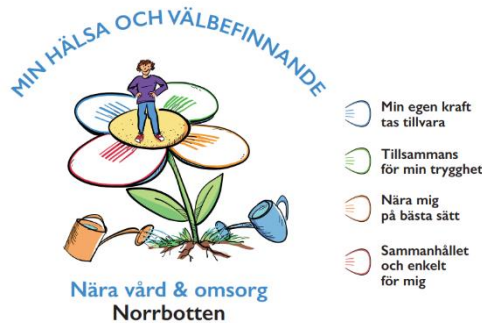 MIN HÄLSA OCH VÄLBEFINNANDE
Min egen kraft
tas tillvara
Tillsammans
för min trygghet
Nära mig
på bästa sätt
Sammanhållet
och enkelt
för mig
Nära vård & omsorg
Norrbotten